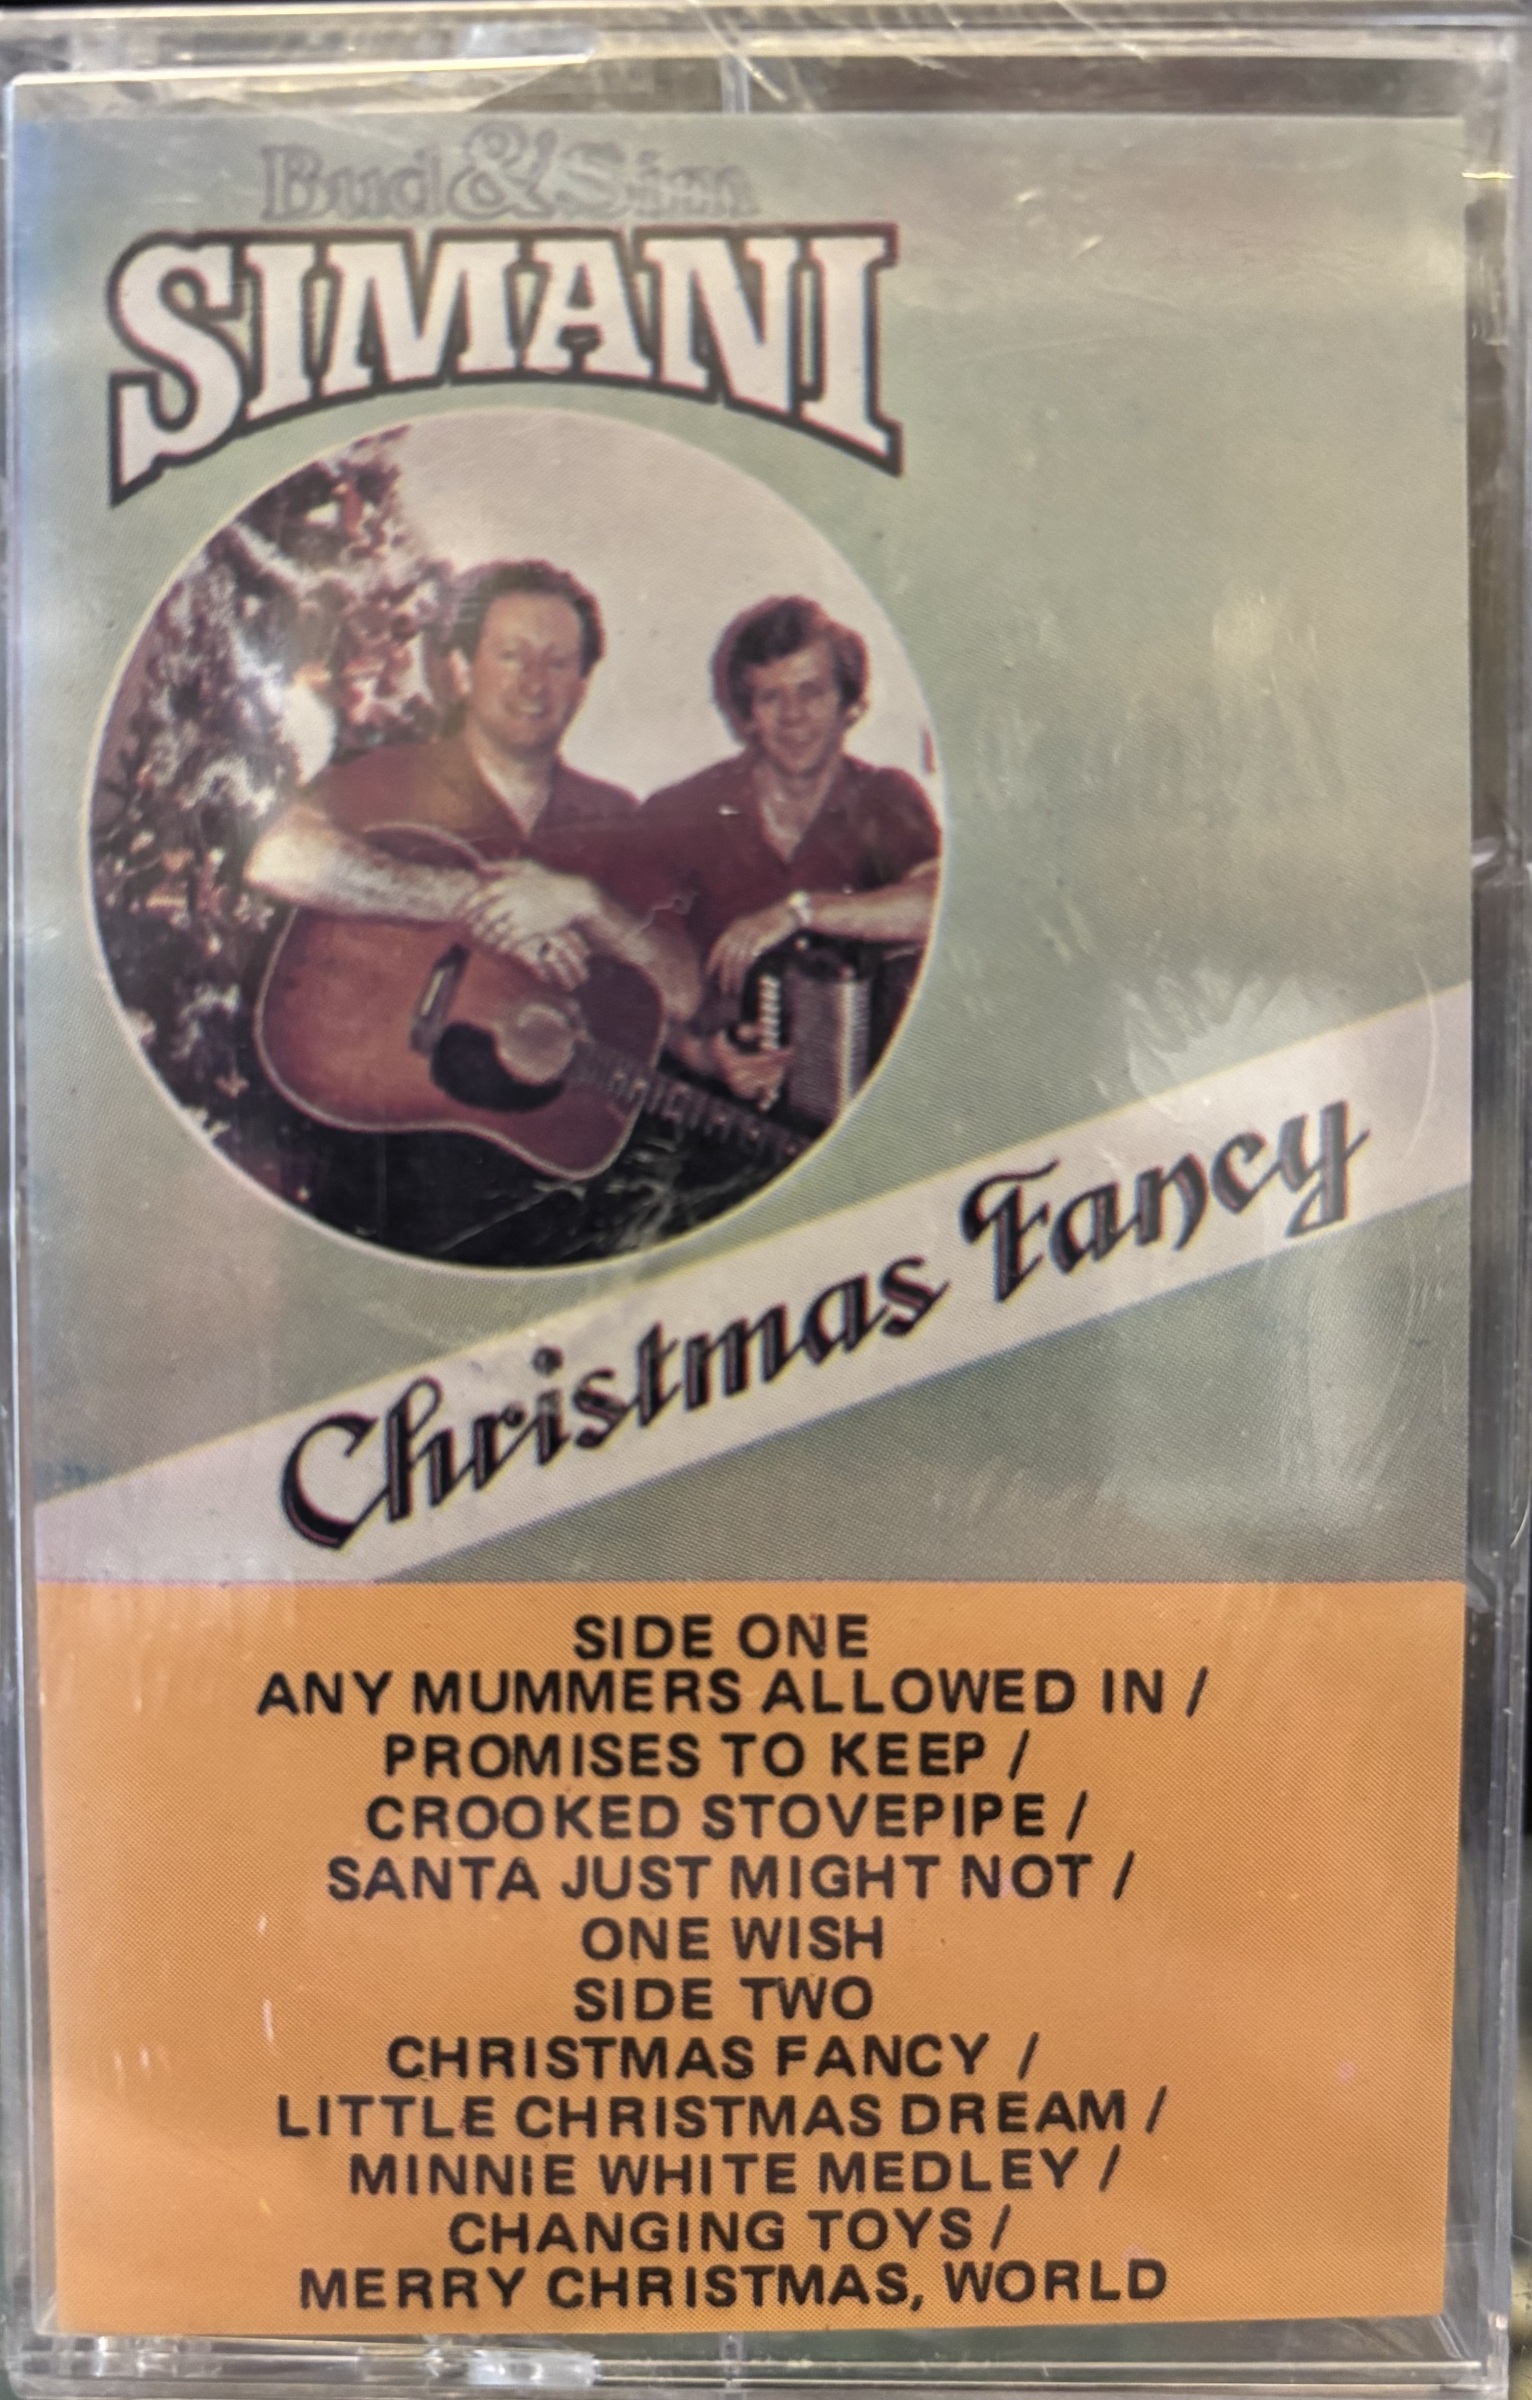 Bud & Sim
SIMANI
Christmas Fancy
SIDE ONE
ANY MUMMERS ALLOWED IN /
PROMISES TO KEEP /
CROOKED STOVEPIPE /
SANTA JUST MIGHT NOT /
ONE WISH
SIDE TWO
CHRISTMAS FANCY /
LITTLE CHRISTMAS DREAM /
MINNIE WHITE MEDLEY /
CHANGING TOYS /
MERRY CHRISTMAS, WORLD